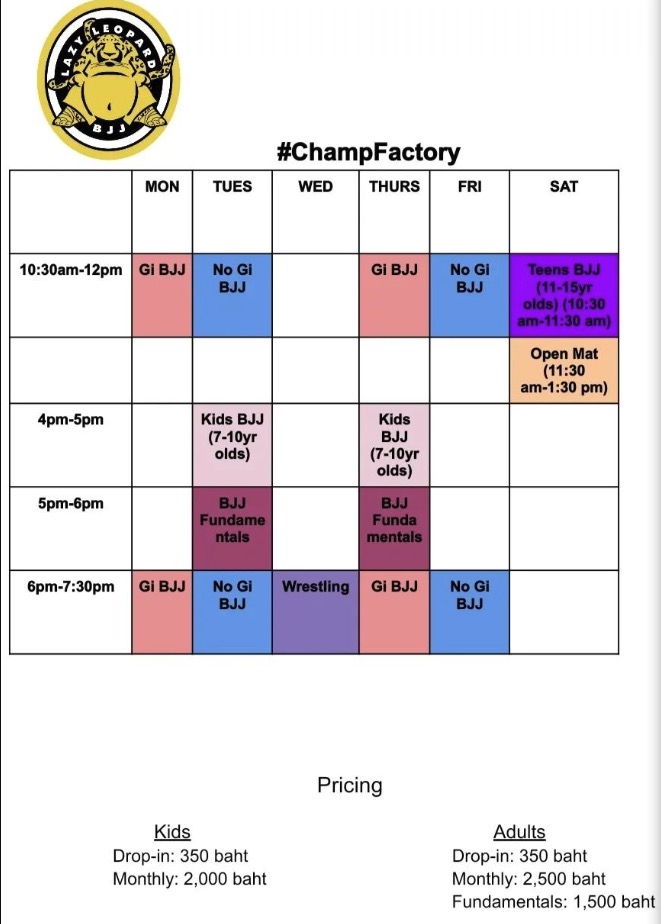 LAZY LEOPARD
BJJ
#ChampFactory
MON TUES WED THURS FRI SAT
10:30am-12pm Gi BJJ No Gi Gi BJJ No Gi Teens BJJ
BJJ BJJ (11-15yr
olds) (10:30
am-11:30 am)
Open Mat
(11:30
am-1:30 pm)
4pm-5pm Kids BJJ Kids
(7-10yr BJJ
olds) (7-10yr
olds)
5pm-6pm BJJ BJJ
Fundame Funda
ntals mentals
6pm-7:30pm Gi BJJ No Gi Wrestling Gi BJJ No Gi
BJJ BJJ
Pricing
Kids Adults
Drop-in: 350 baht Drop-in: 350 baht
Monthly: 2,000 baht Monthly: 2,500 baht
Fundamentals: 1,500 baht